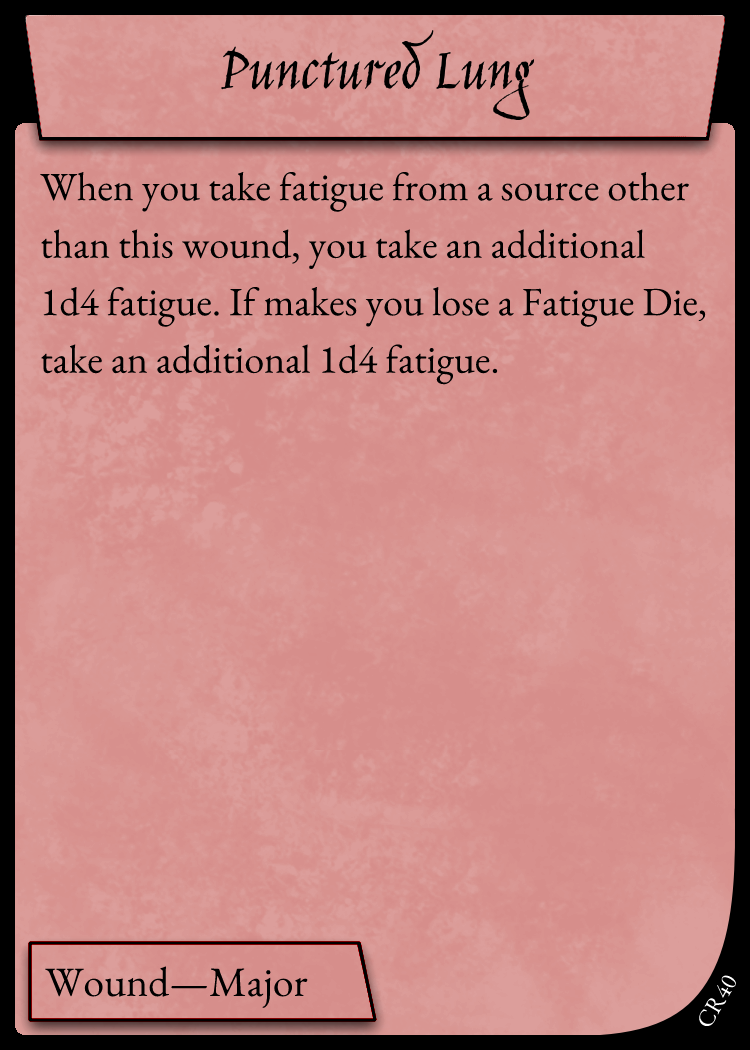 Punctured Lung
When you take fatigue from a source other
than this wound, you take an additional
1d4 fatigue. If makes you lose a Fatigue Die,
take an additional 1d4 fatigue.
Wound—Major
CR40